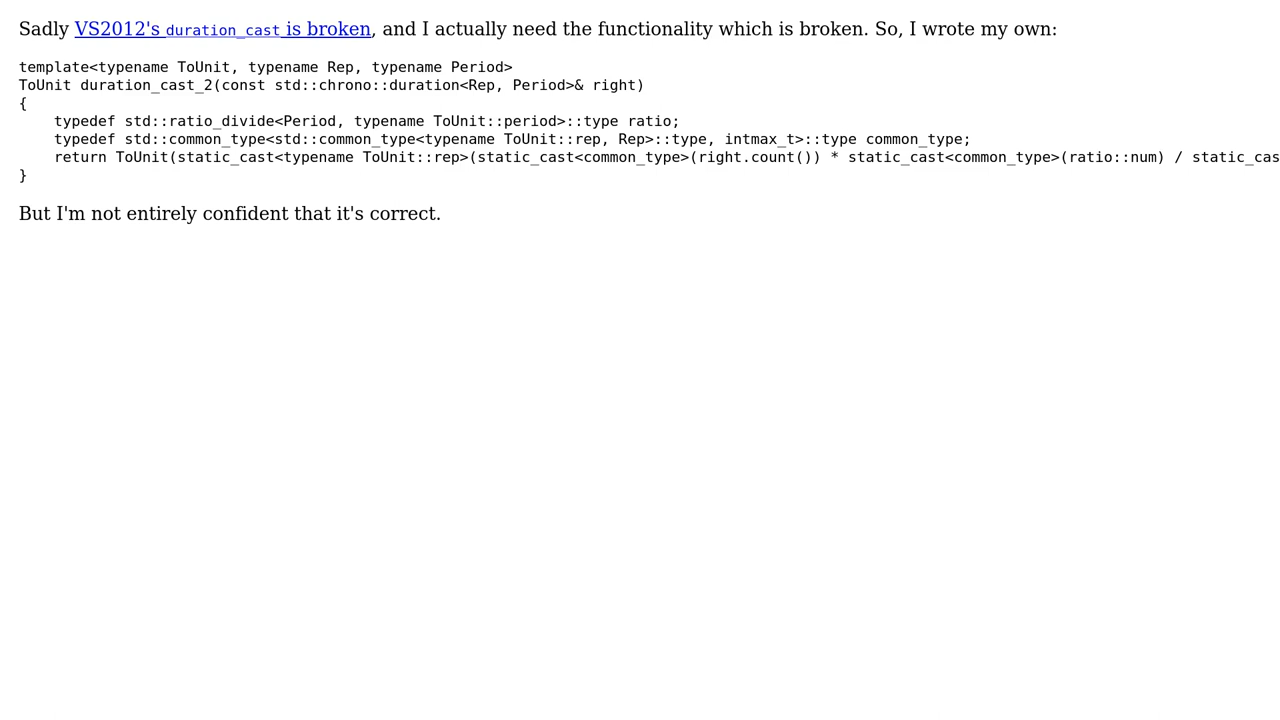 Sadly VS2012's duration_cast is broken, and I actually need the functionality which is broken. So, I wrote my own:
template<typename ToUnit, typename Rep, typename Period>
ToUnit duration_cast_2(const std::chrono::duration<Rep, Period>& right)
{
    typedef std::ratio_divide<Period, typename ToUnit::period>::type ratio;
    typedef std::common_type<std::common_type<typename ToUnit::rep, Rep>::type, intmax_t>::type common_type;
    return ToUnit(static_cast<typename ToUnit::rep>(static_cast<common_type>(right.count()) * static_cast<common_type>(ratio::num) / static_cas
}
But I'm not entirely confident that it's correct.